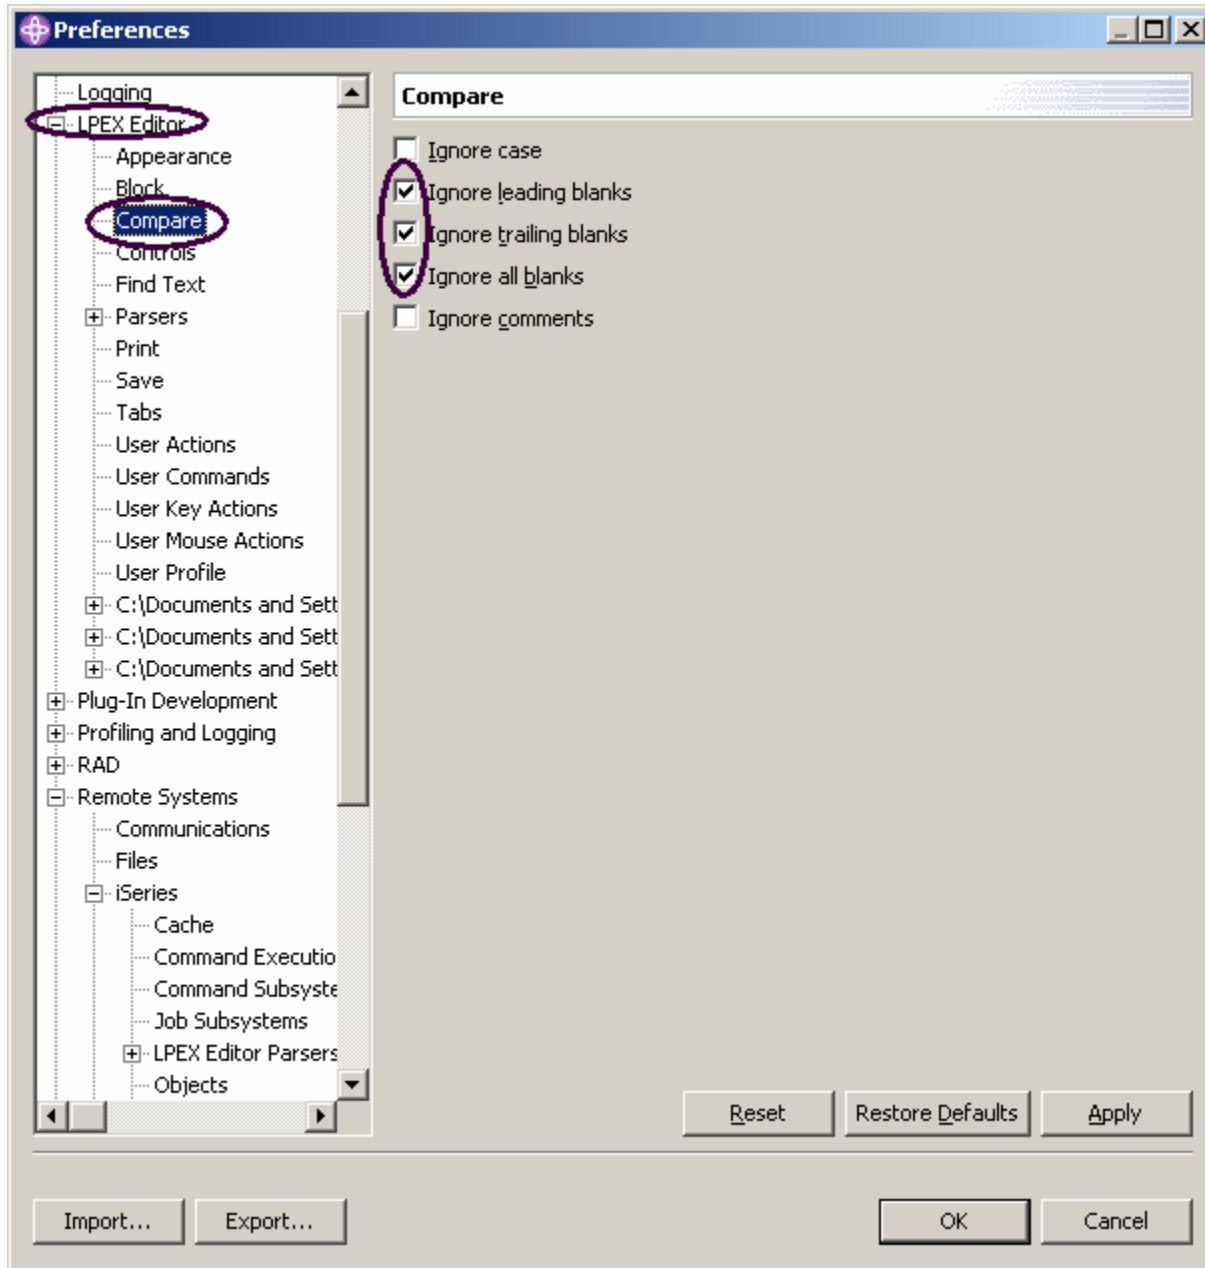 Preferences
Logging
LPEX Editor
Appearance
Block
Compare
Controls
Find Text
Parsers
Print
Save
Tabs
User Actions
User Commands
User Key Actions
User Mouse Actions
User Profile
C:\Documents and Sett
C:\Documents and Sett
C:\Documents and Sett
Plug-In Development
Profiling and Logging
RAD
Remote Systems
Communications
Files
iSeries
Cache
Command Executio
Command Subsyste
Job Subsystems
LPEX Editor Parsers
Objects
Compare
Ignore case
Ignore leading blanks
Ignore trailing blanks
Ignore all blanks
Ignore comments
Reset Restore Defaults Apply
Import... Export... OK Cancel